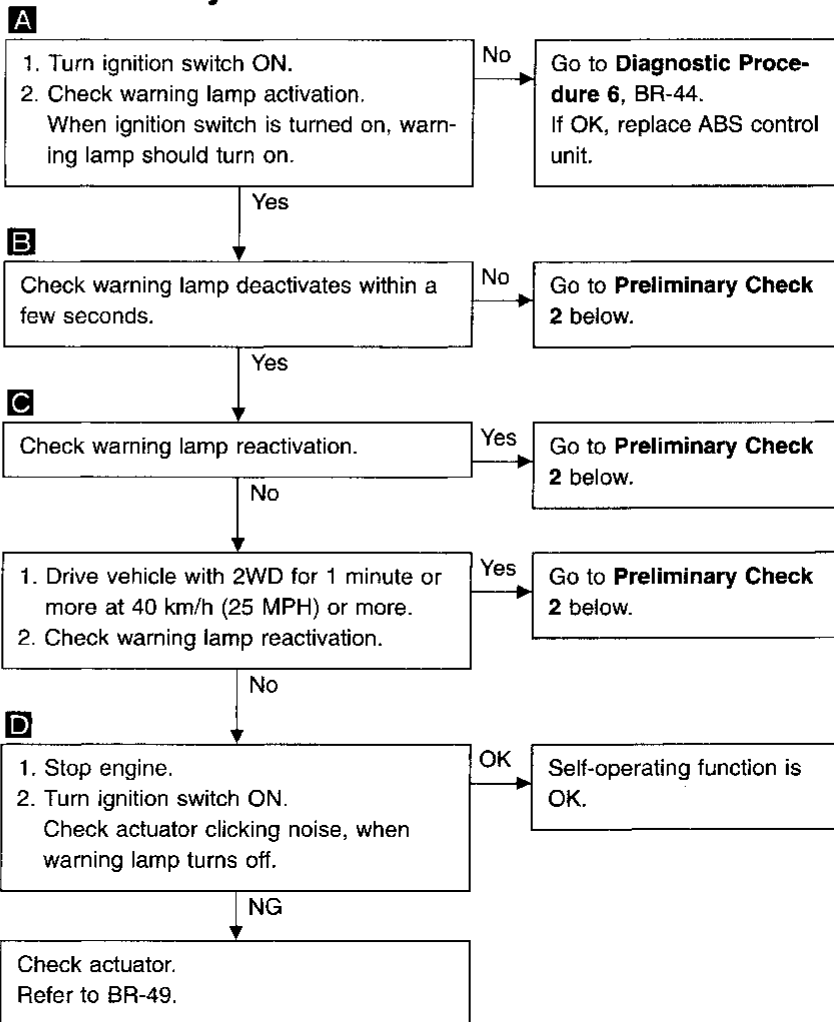 A
1. Turn ignition switch ON.
2. Check warning lamp activation.
When ignition switch is turned on, warn-
ing lamp should turn on.
No
Go to Diagnostic Proce-
dure 6, BR-44.
If OK, replace ABS control
unit.
Yes
B
Check warning lamp deactivates within a
few seconds.
No
Go to Preliminary Check
2 below.
Yes
C
Check warning lamp reactivation.
Yes
Go to Preliminary Check
2 below.
No
1. Drive vehicle with 2WD for 1 minute or
more at 40 km/h (25 MPH) or more.
2. Check warning lamp reactivation.
Yes
Go to Preliminary Check
2 below.
No
D
1. Stop engine.
2. Turn ignition switch ON.
Check actuator clicking noise, when
warning lamp turns off.
OK
Self-operating function is
OK.
NG
Check actuator.
Refer to BR-49.